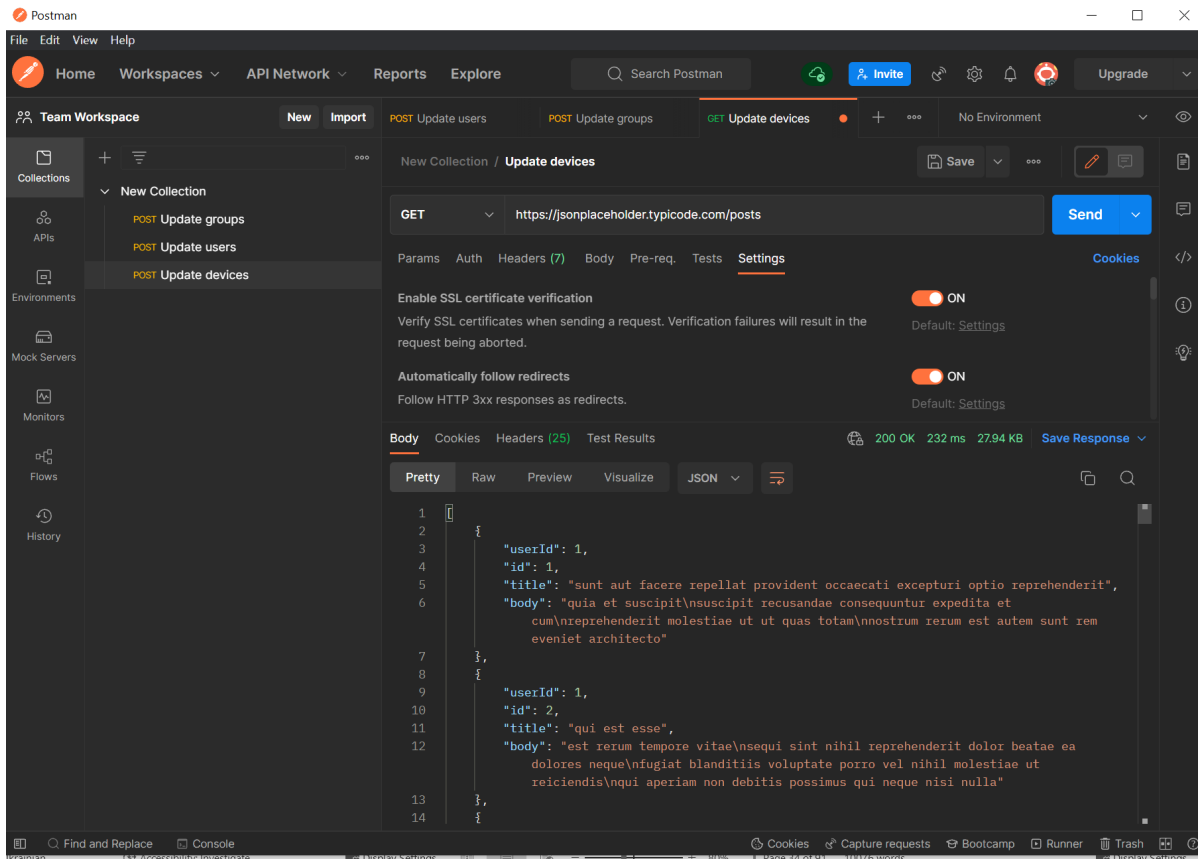 Postman
File Edit View Help
Home Workspaces API Network Reports Explore Search Postman Invite Upgrade
Team Workspace New Import POST Update users POST Update groups GET Update devices No Environment
Collections
APIs
Environments
Mock Servers
Monitors
Flows
History
New Collection
POST Update groups
POST Update users
POST Update devices
New Collection / Update devices Save
GET https://jsonplaceholder.typicode.com/posts Send
Params Auth Headers (7) Body Pre-req. Tests Settings Cookies
Enable SSL certificate verification ON
Verify SSL certificates when sending a request. Verification failures will result in the
request being aborted.
Default: Settings
Automatically follow redirects ON
Follow HTTP 3xx responses as redirects.
Default: Settings
Body Cookies Headers (25) Test Results 200 OK 232 ms 27.94 KB Save Response
Pretty Raw Preview Visualize JSON
1 [
2 {
3 "userId": 1,
4 "id": 1,
5 "title": "sunt aut facere repellat provident occaecati excepturi optio reprehenderit",
6 "body": "quia et suscipit\nsuscipit recusandae consequuntur expedita et
cum\nreprehenderit molestiae ut ut quas totam\nnostrum rerum est autem sunt rem
eveniet architecto"
7 },
8 {
9 "userId": 1,
10 "id": 2,
11 "title": "qui est esse",
12 "body": "est rerum tempore vitae\nsequi sint nihil reprehenderit dolor beatae ea
dolores neque\nfugiat blanditiis voluptate porro vel nihil molestiae ut
reiciendis\nqui aperiam non debitis possimus qui neque nisi nulla"
13 },
14 {
Find and Replace Console Cookies Capture requests Bootcamp Runner Trash